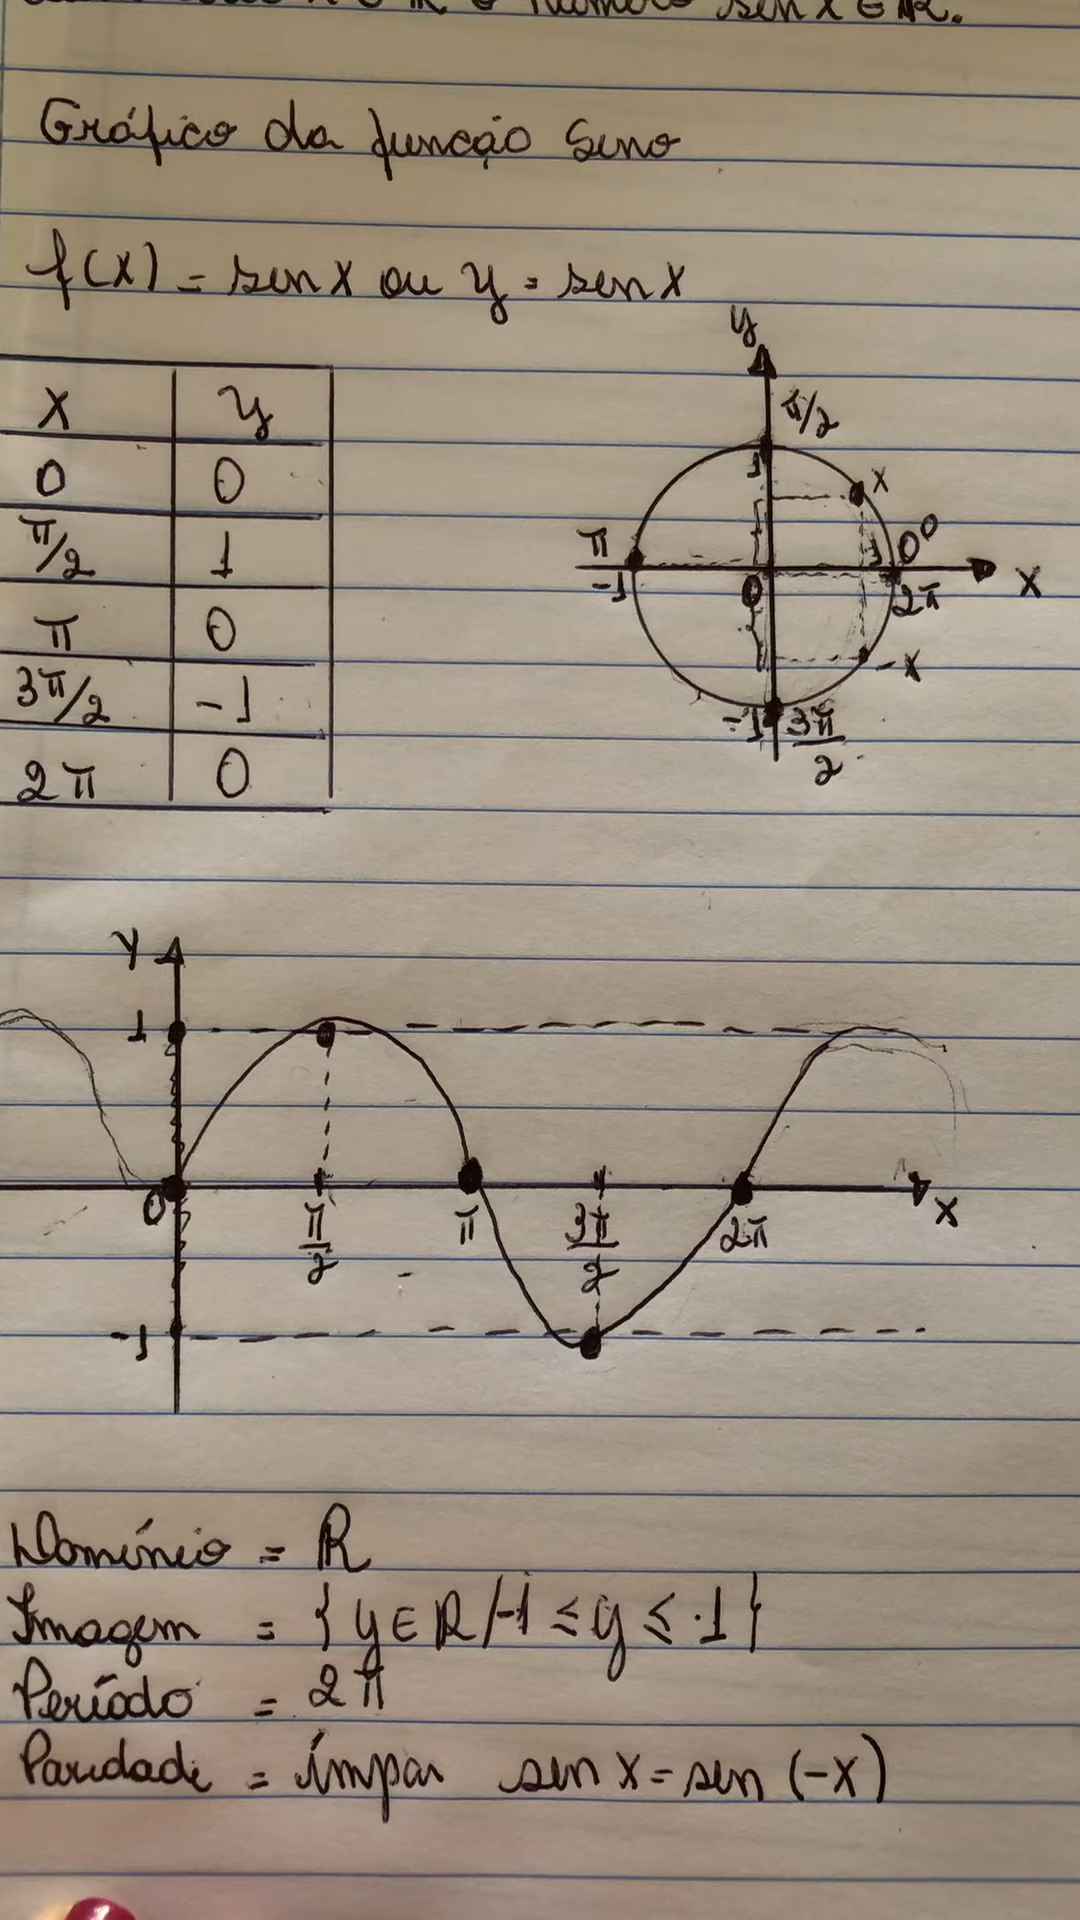 sen x ∈ R.
Gráfico da função Seno
f(x) = sen x ou y = sen x
x y
0 0
π/2 1
π 0
3π/2 -1
2π 0
y
π/2
1
x
π
1
0°
-1
0
2π
x
-x
-1
3π/2
y
1
0
π/2
π
3π/2
2π
x
-1
Domínio = R
Imagem = { y ∈ R / -1 ≤ y ≤ 1 }
Período = 2π
Paridade = ímpar sen x = sen (-x)